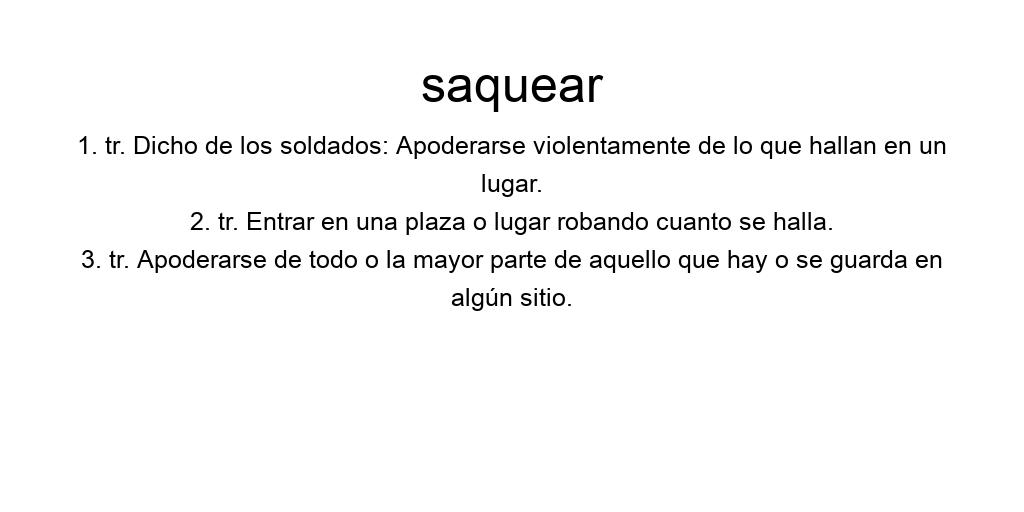 saquear
1. tr. Dicho de los soldados: Apoderarse violentamente de lo que hallan en un
lugar.
2. tr. Entrar en una plaza o lugar robando cuanto se halla.
3. tr. Apoderarse de todo o la mayor parte de aquello que hay o se guarda en
algún sitio.